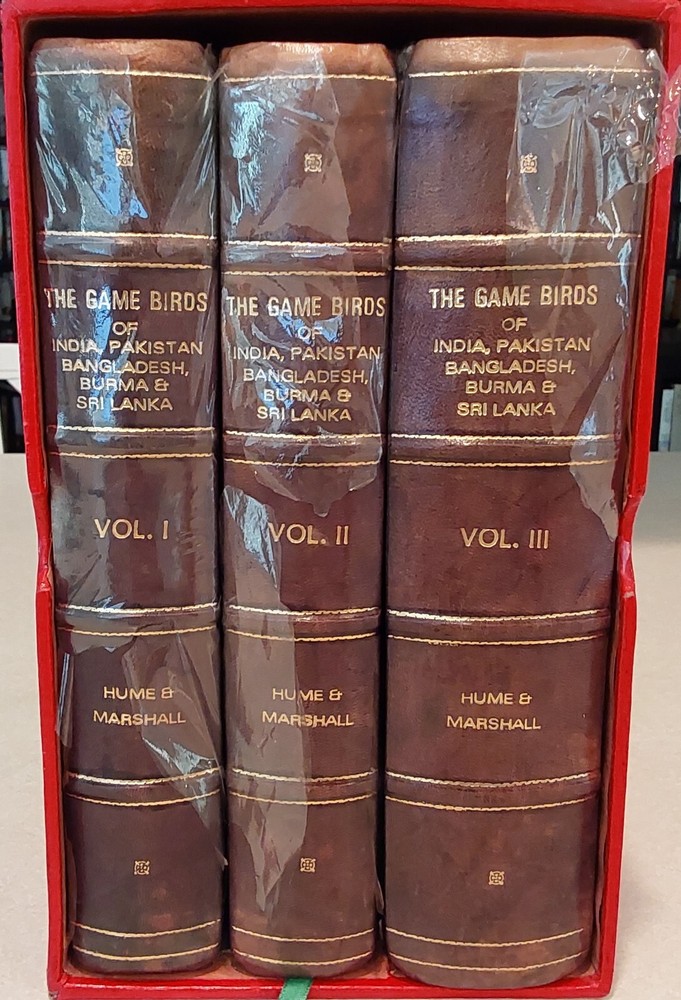 THE GAME BIRDS
OF
INDIA, PAKISTAN
BANGLADESH,
BURMA &
SRI LANKA
VOL. I
HUME &
MARSHALL
THE GAME BIRDS
OF
INDIA, PAKISTAN
BANGLADESH,
BURMA &
SRI LANKA
VOL. II
HUME &
MARSHALL
THE GAME BIRDS
OF
INDIA, PAKISTAN
BANGLADESH,
BURMA &
SRI LANKA
VOL. III
HUME &
MARSHALL